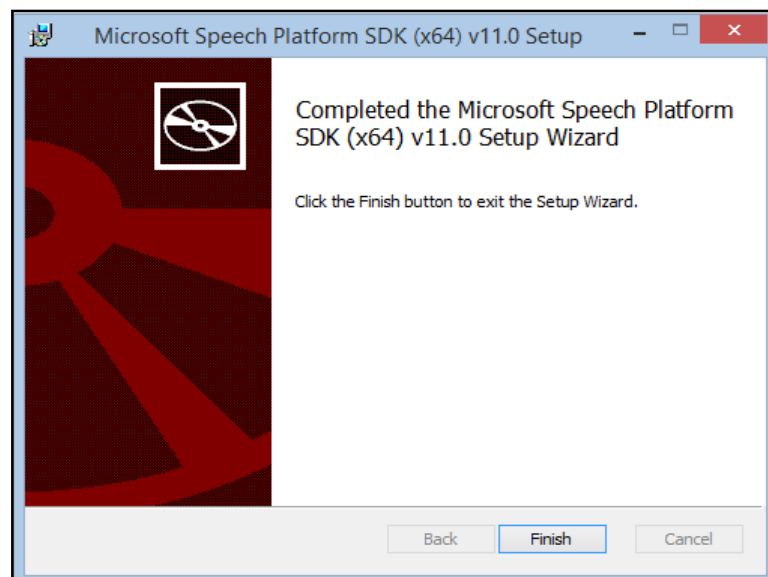 Microsoft Speech Platform SDK (x64) v11.0 Setup
Completed the Microsoft Speech Platform
SDK (x64) v11.0 Setup Wizard
Click the Finish button to exit the Setup Wizard.
Back Finish Cancel